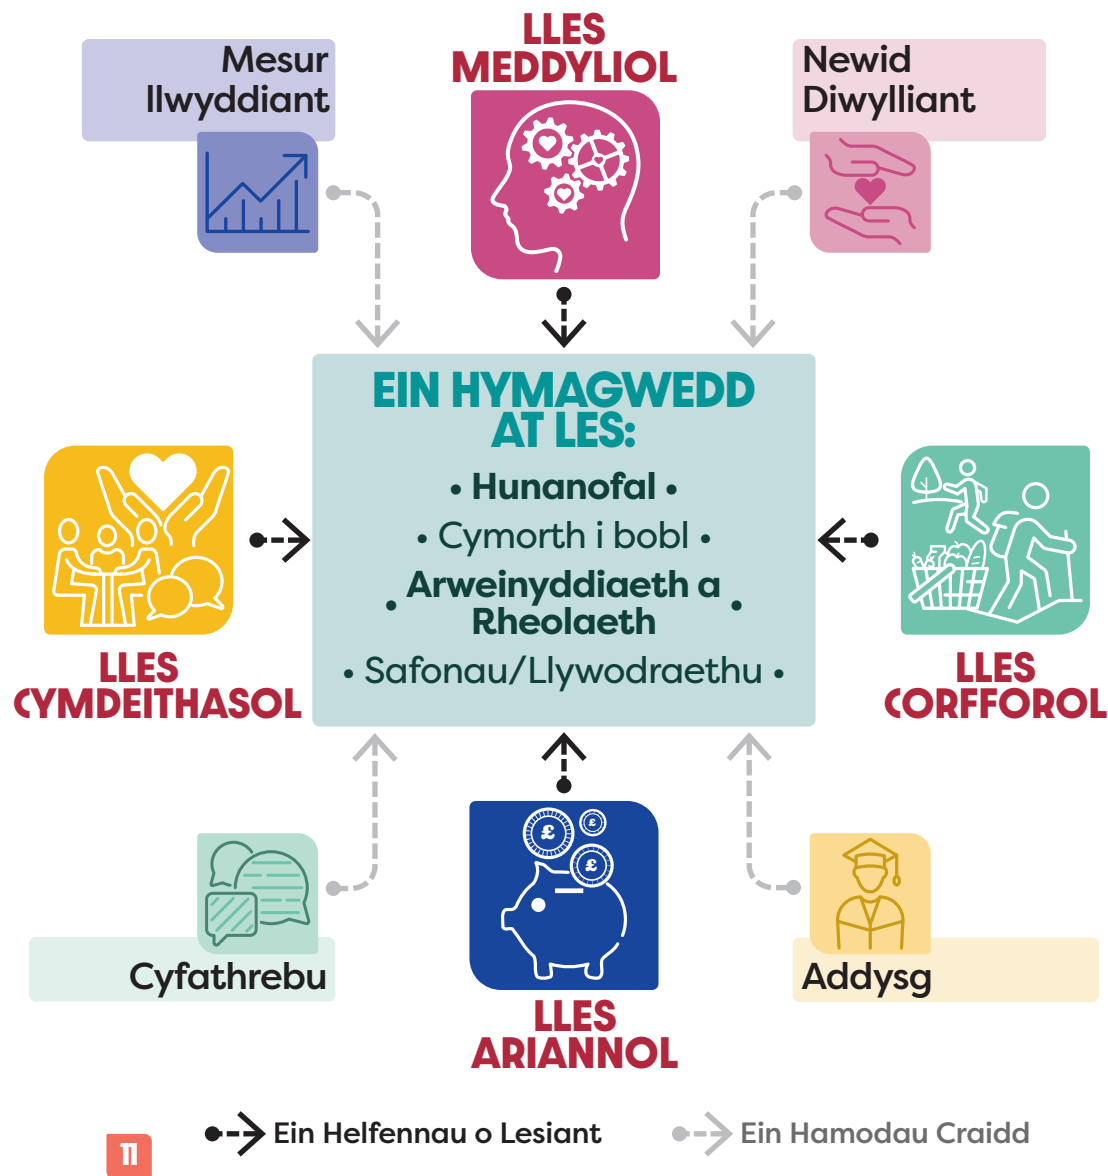 LLES
MEDDYLIOL
Mesur
llwyddiant
Newid
Diwylliant
EIN HYMAGWEDD
AT LES:
• Hunanofal •
• Cymorth i bobl •
• Arweinyddiaeth a
Rheolaeth •
• Safonau/Llywodraethu •
LLES
CYMDEITHASOL
LLES
CORFFOROL
£
£
£
Cyfathrebu
Addysg
LLES
ARIANNOL
Ein Helfennau o Lesiant
Ein Hamodau Craidd
11